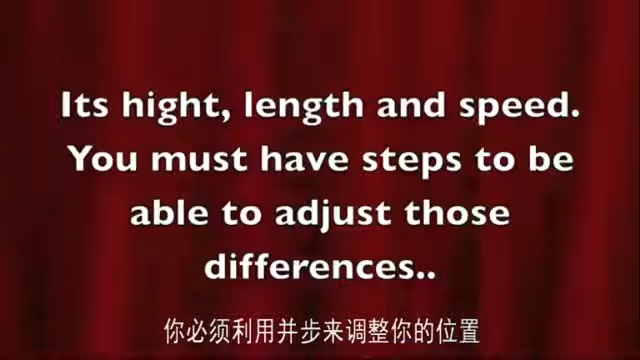 Its hight, length and speed.
You must have steps to be
able to adjust those
differences..
你必须利用并步来调整你的位置